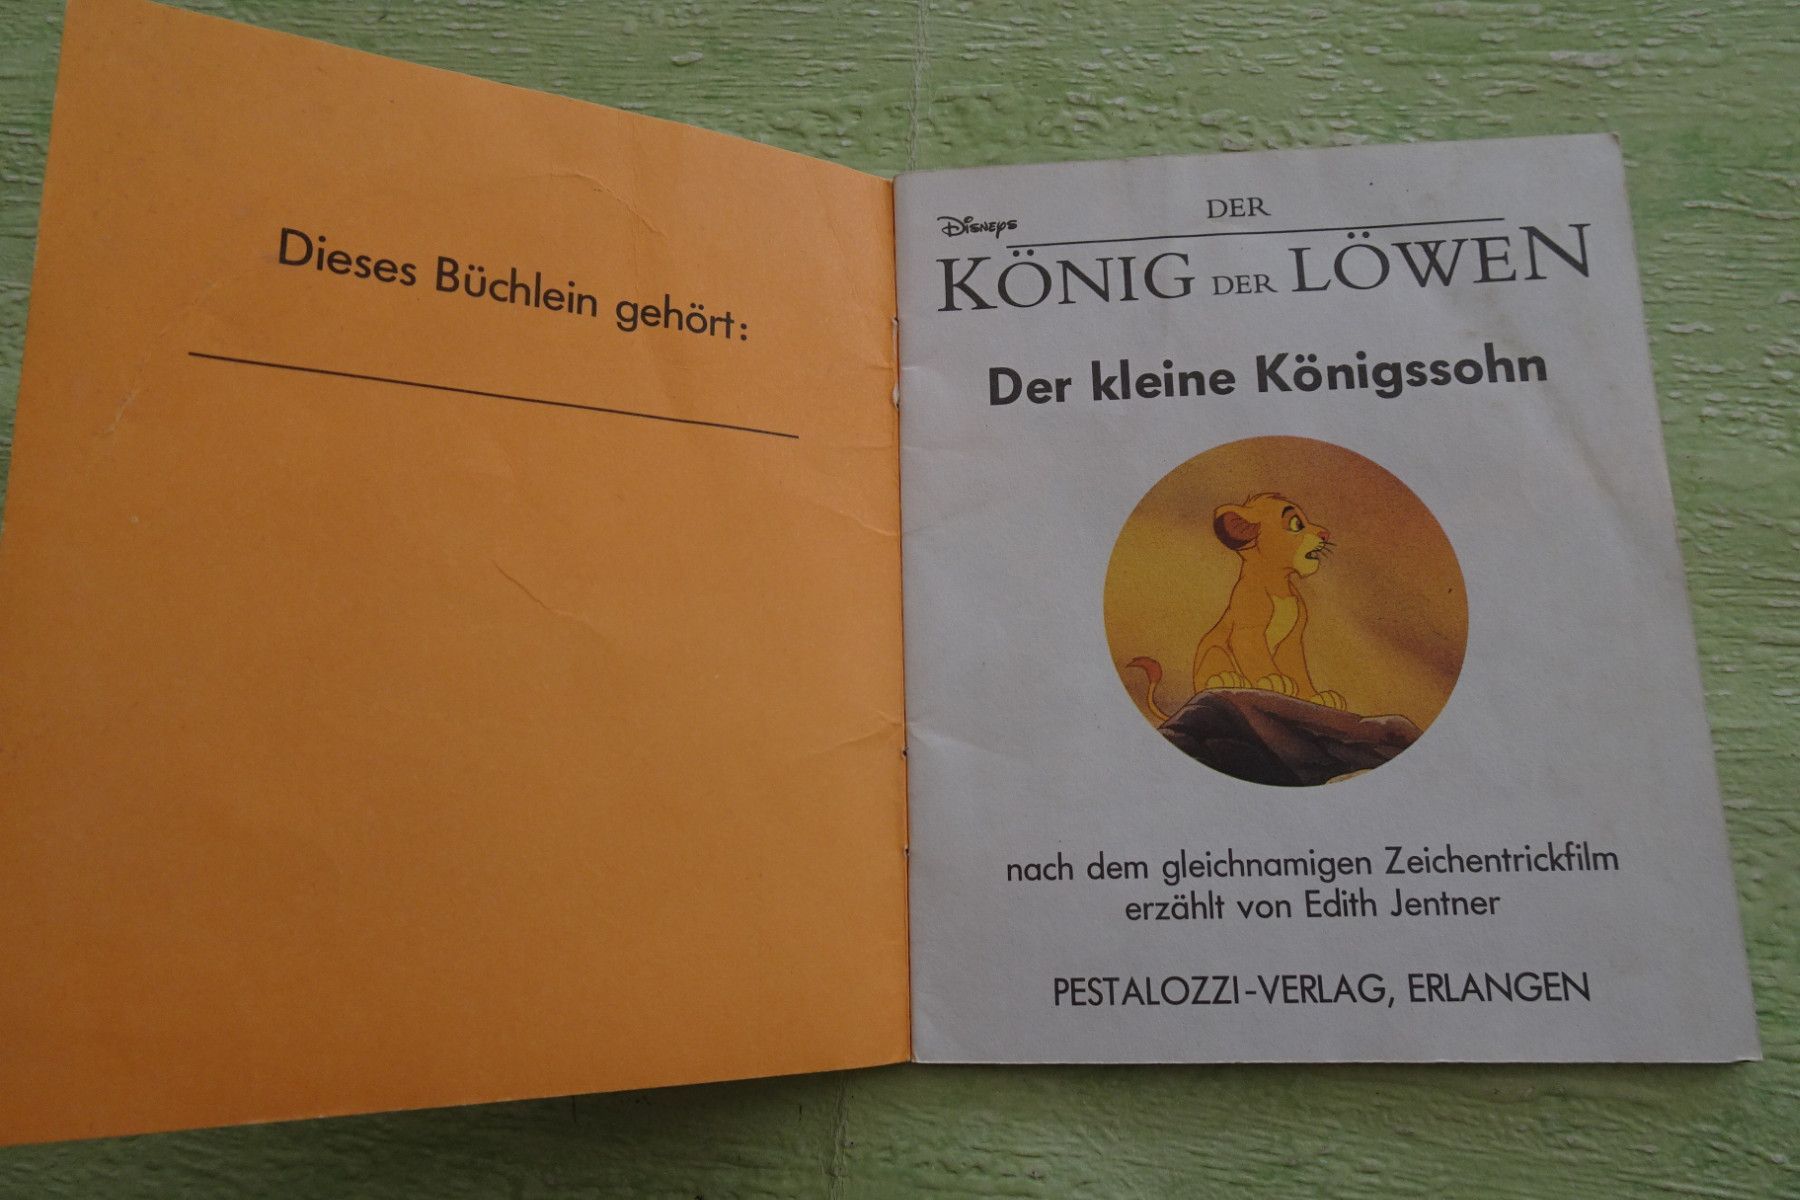 Dieses Büchlein gehört:
DISNEYS
DER
KÖNIG DER LÖWEN
Der kleine Königssohn
nach dem gleichnamigen Zeichentrickfilm
erzählt von Edith Jentner
PESTALOZZI-VERLAG, ERLANGEN